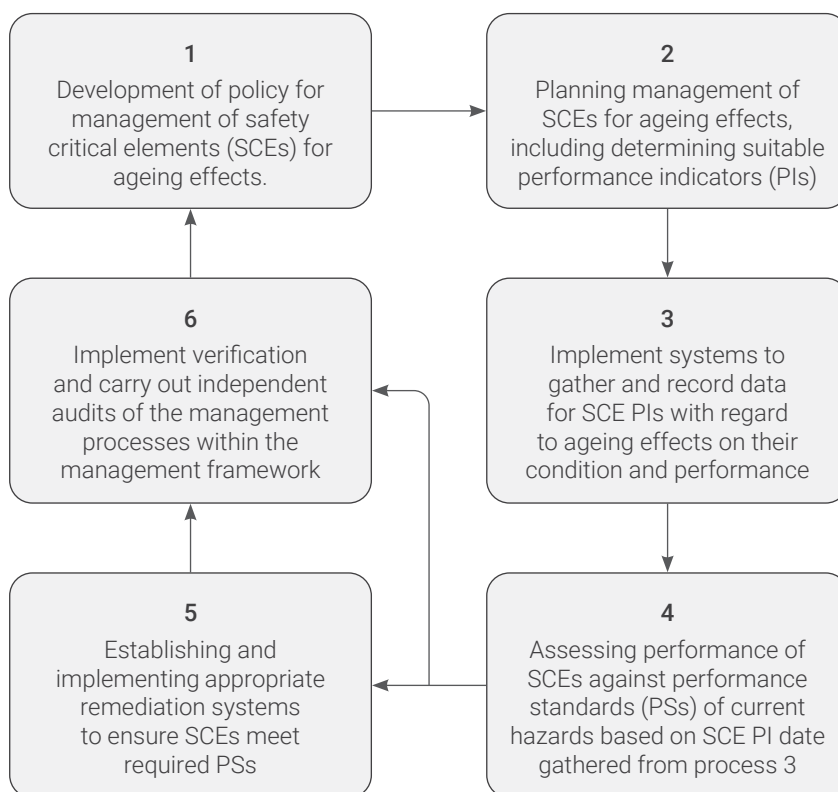 1
Development of policy for
management of safety
critical elements (SCEs) for
ageing effects.
2
Planning management of
SCEs for ageing effects,
including determining suitable
performance indicators (PIs)
3
Implement systems to
gather and record data
for SCE PIs with regard
to ageing effects on their
condition and performance
4
Assessing performance of
SCEs against performance
standards (PSs) of current
hazards based on SCE PI date
gathered from process 3
5
Establishing and
implementing appropriate
remediation systems
to ensure SCEs meet
required PSs
6
Implement verification
and carry out independent
audits of the management
processes within the
management framework